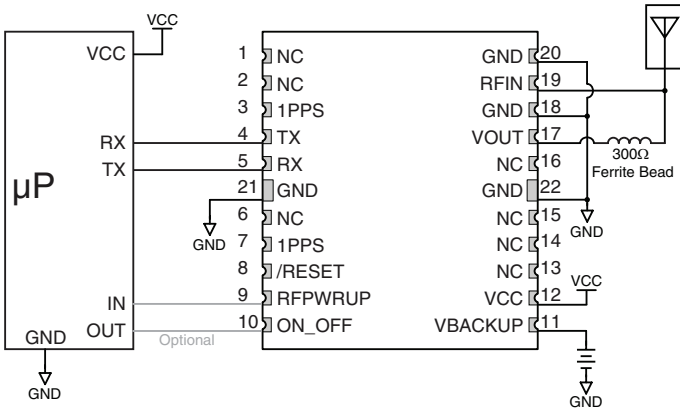 µP
VCC
VCC
RX
TX
IN
OUT
GND
GND
Optional
1 NC
2 NC
3 1PPS
4 TX
5 RX
21 GND
GND
6 NC
7 1PPS
8 /RESET
9 RFPWRUP
10 ON_OFF
GND 20
RFIN 19
GND 18
VOUT 17
NC 16
GND 22
NC 15
NC 14
NC 13
VCC 12
VBACKUP 11
300Ω
Ferrite Bead
GND
VCC
GND